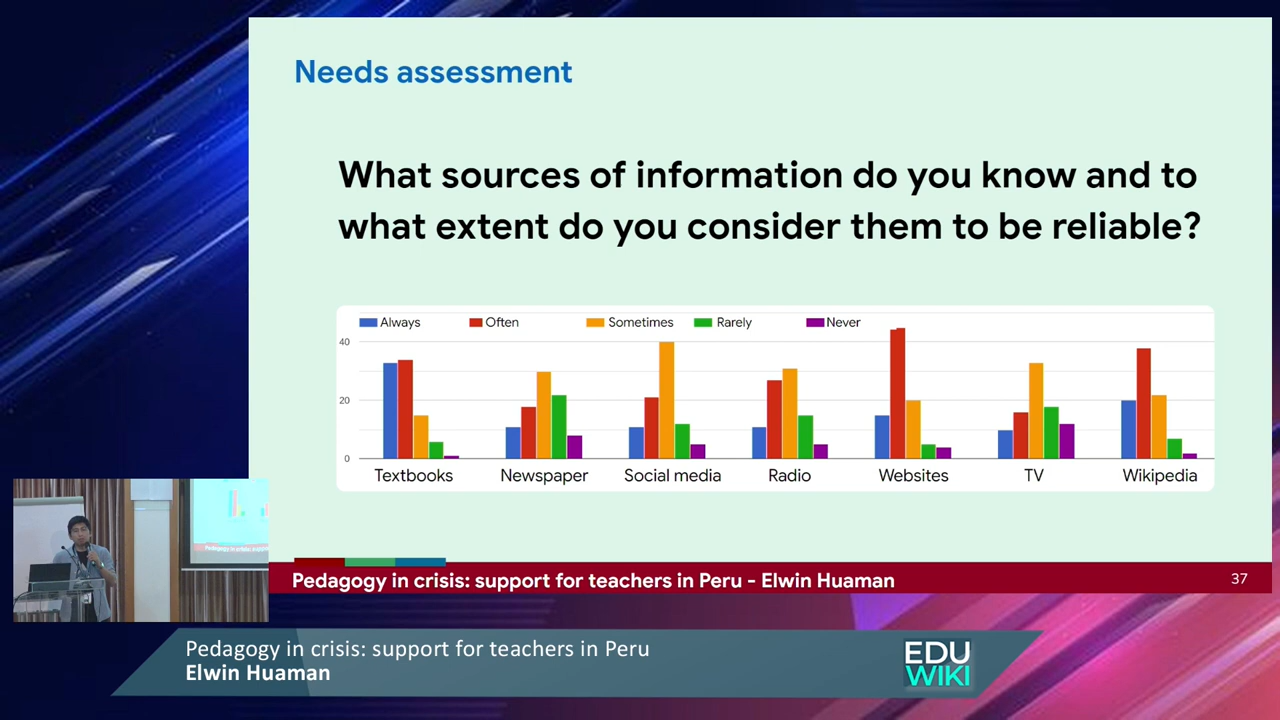 Needs assessment
What sources of information do you know and to
what extent do you consider them to be reliable?
Always Often Sometimes Rarely Never
40
20
0
Textbooks Newspaper Social media Radio Websites TV Wikipedia
Pedagogy in crisis: support for teachers in Peru - Elwin Huaman 37
Pedagogy in crisis: support for teachers in Peru
Elwin Huaman
EDU
WIKI